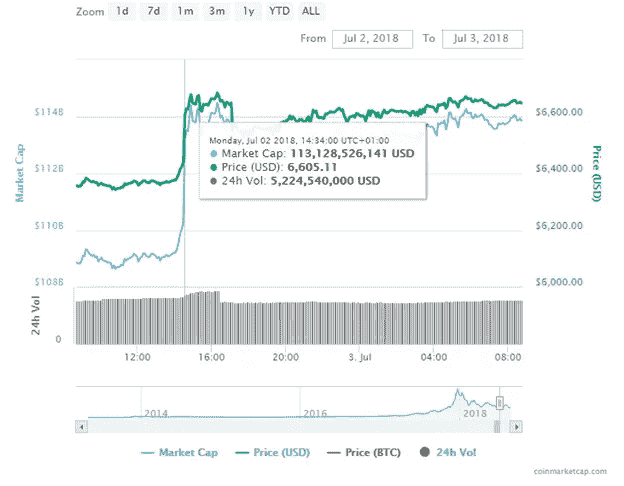 Zoom 1d 7d 1m 3m 1y YTD ALL
From Jul 2, 2018 To Jul 3, 2018
$114B
$112B
$110B
$108B
0
Market Cap
24h Vol
Monday, Jul 02 2018, 14:34:00 UTC+01:00
Market Cap: 113,128,526,141 USD
Price (USD): 6,605.11
24h Vol: 5,224,540,000 USD
$6,600.00
$6,400.00
$6,200.00
$6,000.00
Price (USD)
12:00 16:00 20:00 3. Jul 04:00 08:00
2014 2016 2018
Market Cap Price (USD) Price (BTC) 24h Vol
coinmarketcap.com